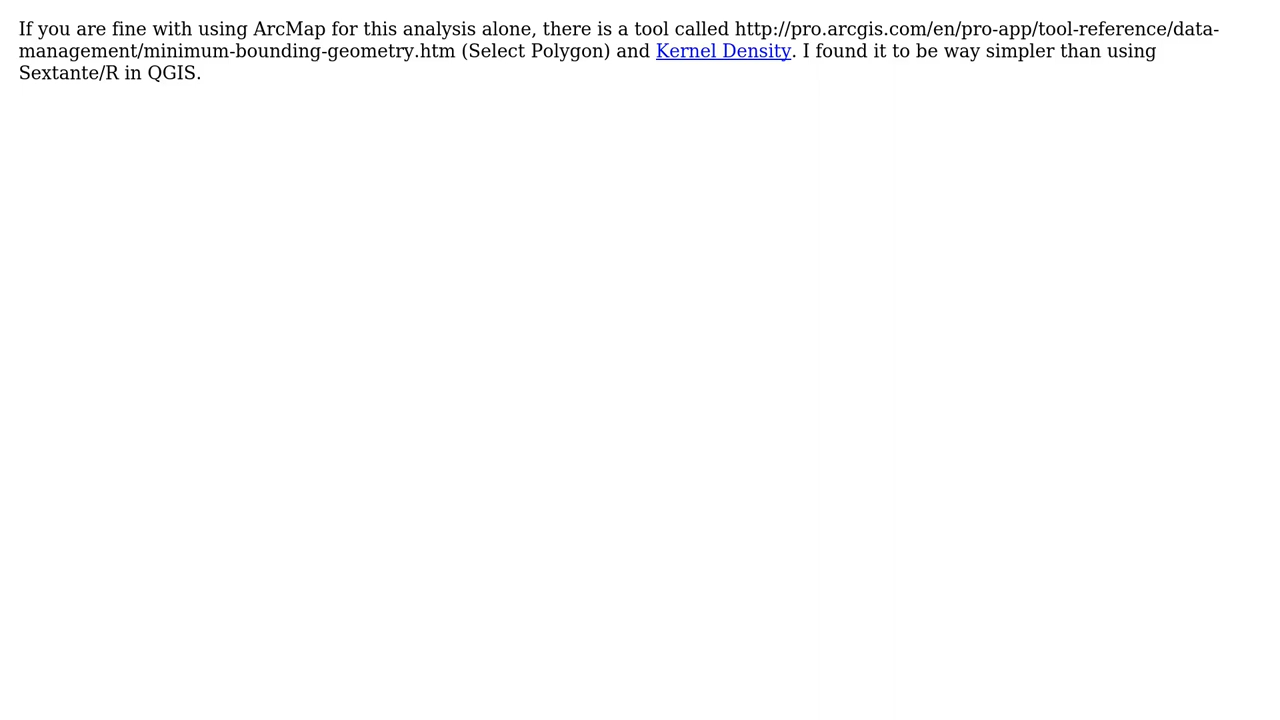 If you are fine with using ArcMap for this analysis alone, there is a tool called http://pro.arcgis.com/en/pro-app/tool-reference/data-
management/minimum-bounding-geometry.htm (Select Polygon) and Kernel Density. I found it to be way simpler than using
Sextante/R in QGIS.